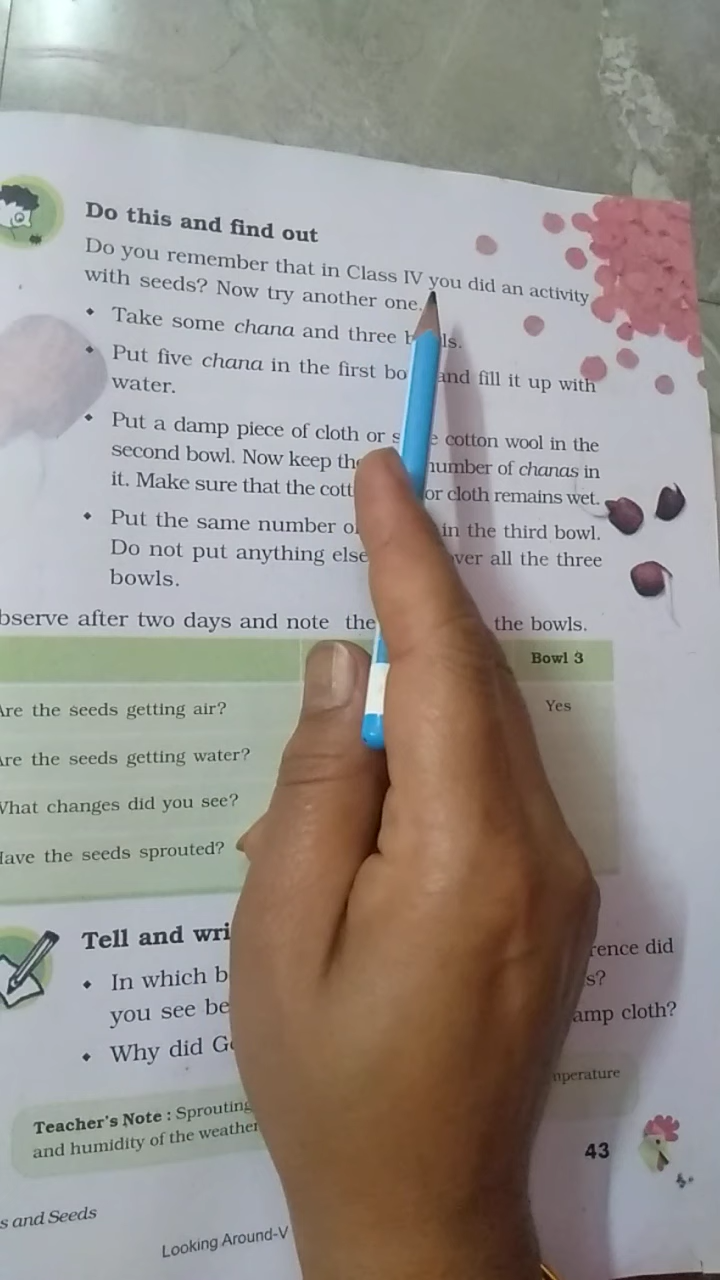 Do this and find out
Do you remember that in Class IV you did an activity
with seeds? Now try another one.
• Take some chana and three ls.
• Put five chana in the first bo and fill it up with
water.
• Put a damp piece of cloth or cotton wool in the
second bowl. Now keep the number of chanas in
it. Make sure that the cott or cloth remains wet.
• Put the same number o in the third bowl.
Do not put anything else ver all the three
bowls.
bserve after two days and note the the bowls.
Bowl 3
Are the seeds getting air? Yes
Are the seeds getting water?
What changes did you see?
Have the seeds sprouted?
Tell and wri
• In which b rence did
you see be s?
• Why did G amp cloth?
Teacher's Note : Sprouting nperature
and humidity of the weather
43
s and Seeds
Looking Around-V